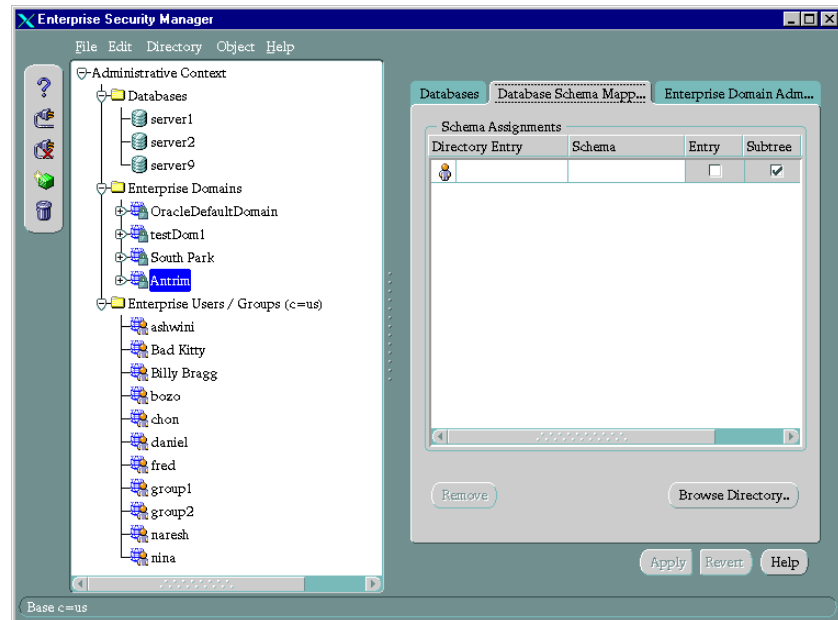 Enterprise Security Manager
File Edit Directory Object Help
Administrative Context
Databases
server1
server2
server9
Enterprise Domains
OracleDefaultDomain
testDom1
South Park
Antrim
Enterprise Users / Groups (c=us)
ashwini
Bad Kitty
Billy Bragg
bozo
chon
daniel
fred
group1
group2
naresh
nina
Databases Database Schema Mapp... Enterprise Domain Adm...
Schema Assignments
Directory Entry Schema Entry Subtree
Remove Browse Directory..
Apply Revert Help
Base c=us